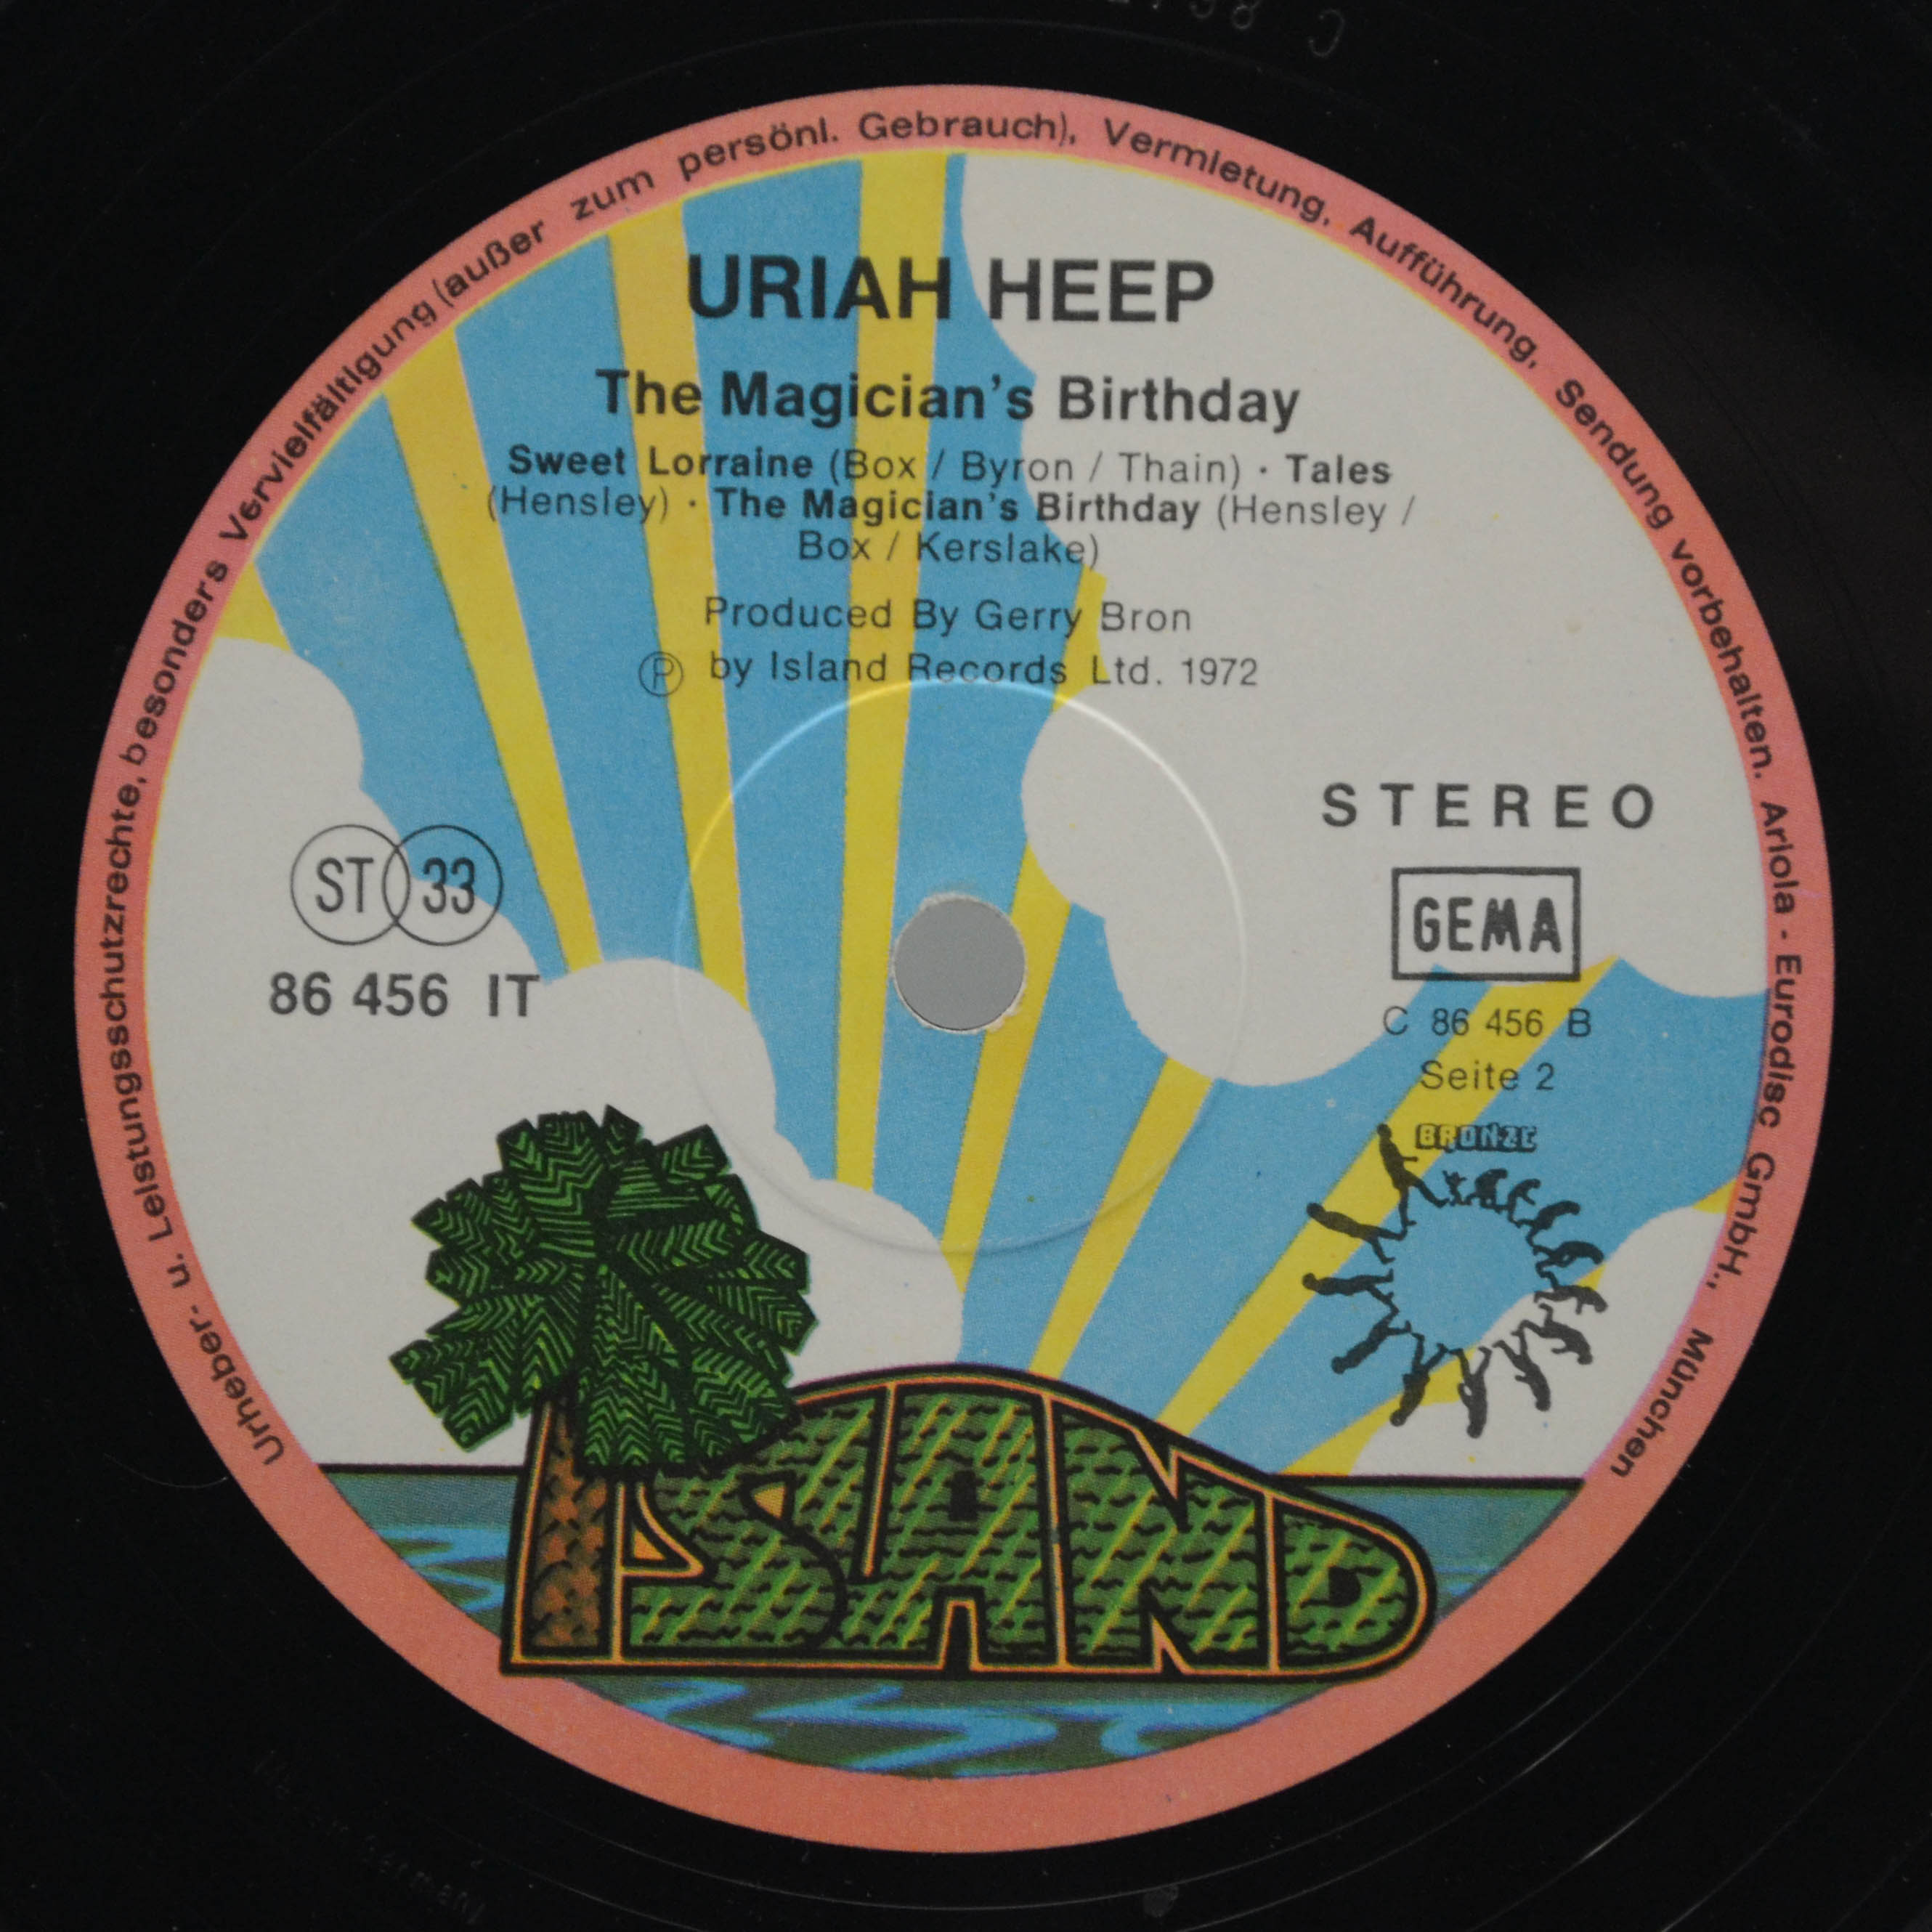 Urheber- u. Leistungsschutzrechte, besonders Vervielfältigung (außer zum persönl. Gebrauch), Vermietung, Aufführung, Sendung vorbehalten. Ariola - Eurodisc GmbH., München
URIAH HEEP
The Magician's Birthday
Sweet Lorraine (Box / Byron / Thain) · Tales
(Hensley) · The Magician's Birthday (Hensley /
Box / Kerslake)
Produced By Gerry Bron
Ⓟ by Island Records Ltd. 1972
STEREO
ST 33
GEMA
86 456 IT
C 86 456 B
Seite 2
BRONZE
ISLAND